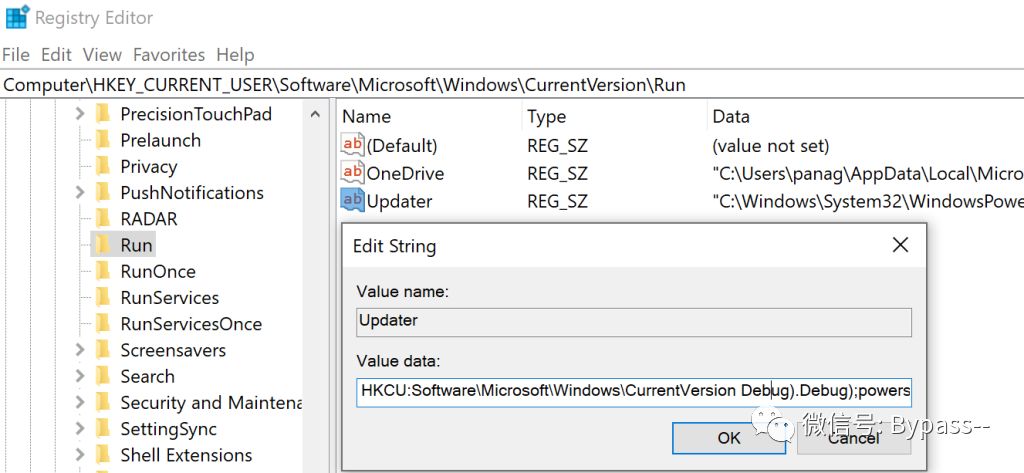 Registry Editor
File Edit View Favorites Help
Computer\HKEY_CURRENT_USER\Software\Microsoft\Windows\CurrentVersion\Run
PrecisionTouchPad
Prelaunch
Privacy
PushNotifications
RADAR
Run
RunOnce
RunServices
RunServicesOnce
Screensavers
Search
Security and Maintena
SettingSync
Shell Extensions
Name Type Data
ab (Default) REG_SZ (value not set)
ab OneDrive REG_SZ "C:\Users\panag\AppData\Local\Micro
ab Updater REG_SZ "C:\Windows\System32\WindowsPowe
Edit String
Value name:
Updater
Value data:
HKCU:Software\Microsoft\Windows\CurrentVersion Debug).Debug);powers
OK Cancel
微信号: Bypass--